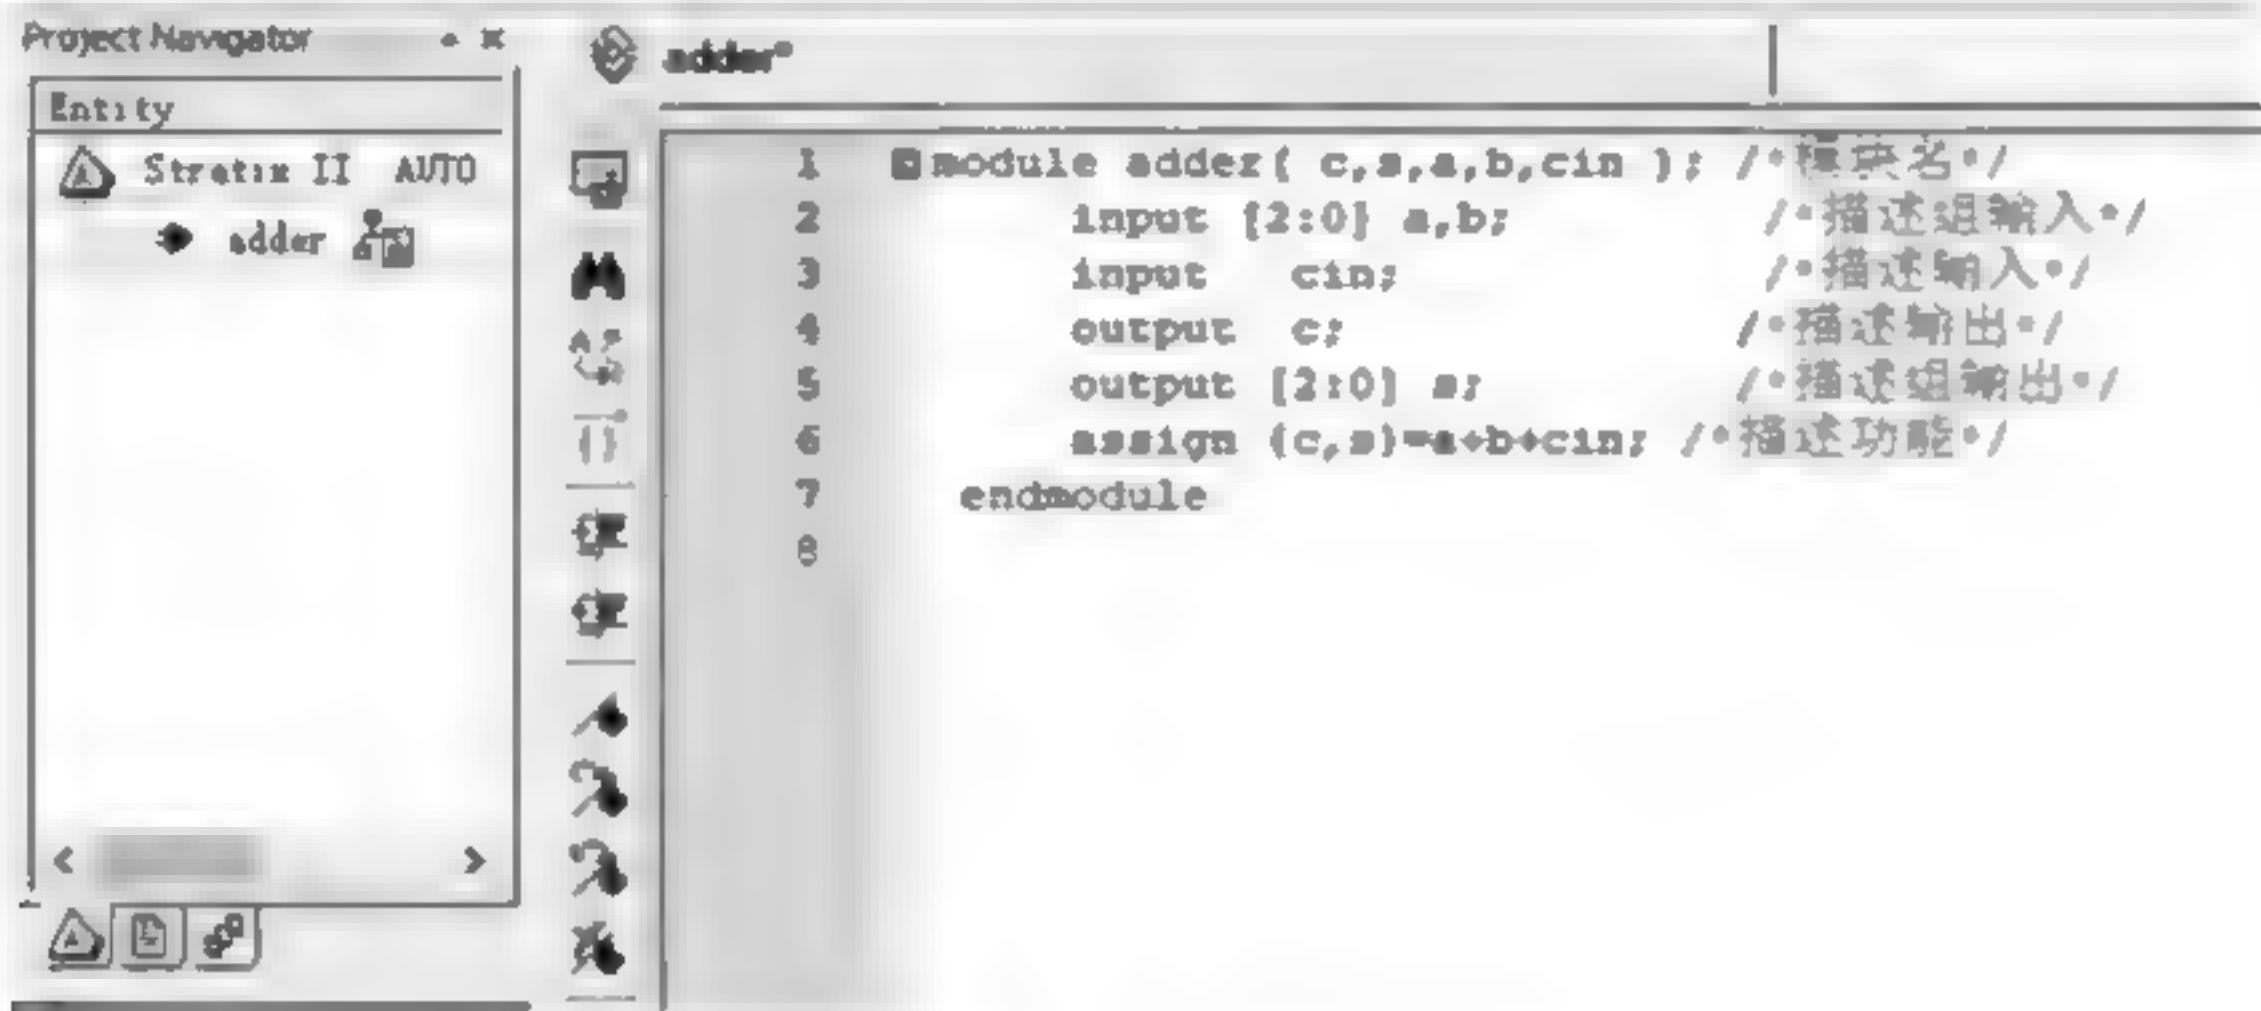 Project Navigator
Entity
Stratix II AUTO
adder
adder*
1 module adder( c,s,a,b,cin ); /*模块名*/
2 input [2:0] a,b; /*描述组输入*/
3 input cin; /*描述输入*/
4 output c; /*描述输出*/
5 output [2:0] s; /*描述组输出*/
6 assign {c,s}=a+b+cin; /*描述功能*/
7 endmodule
8